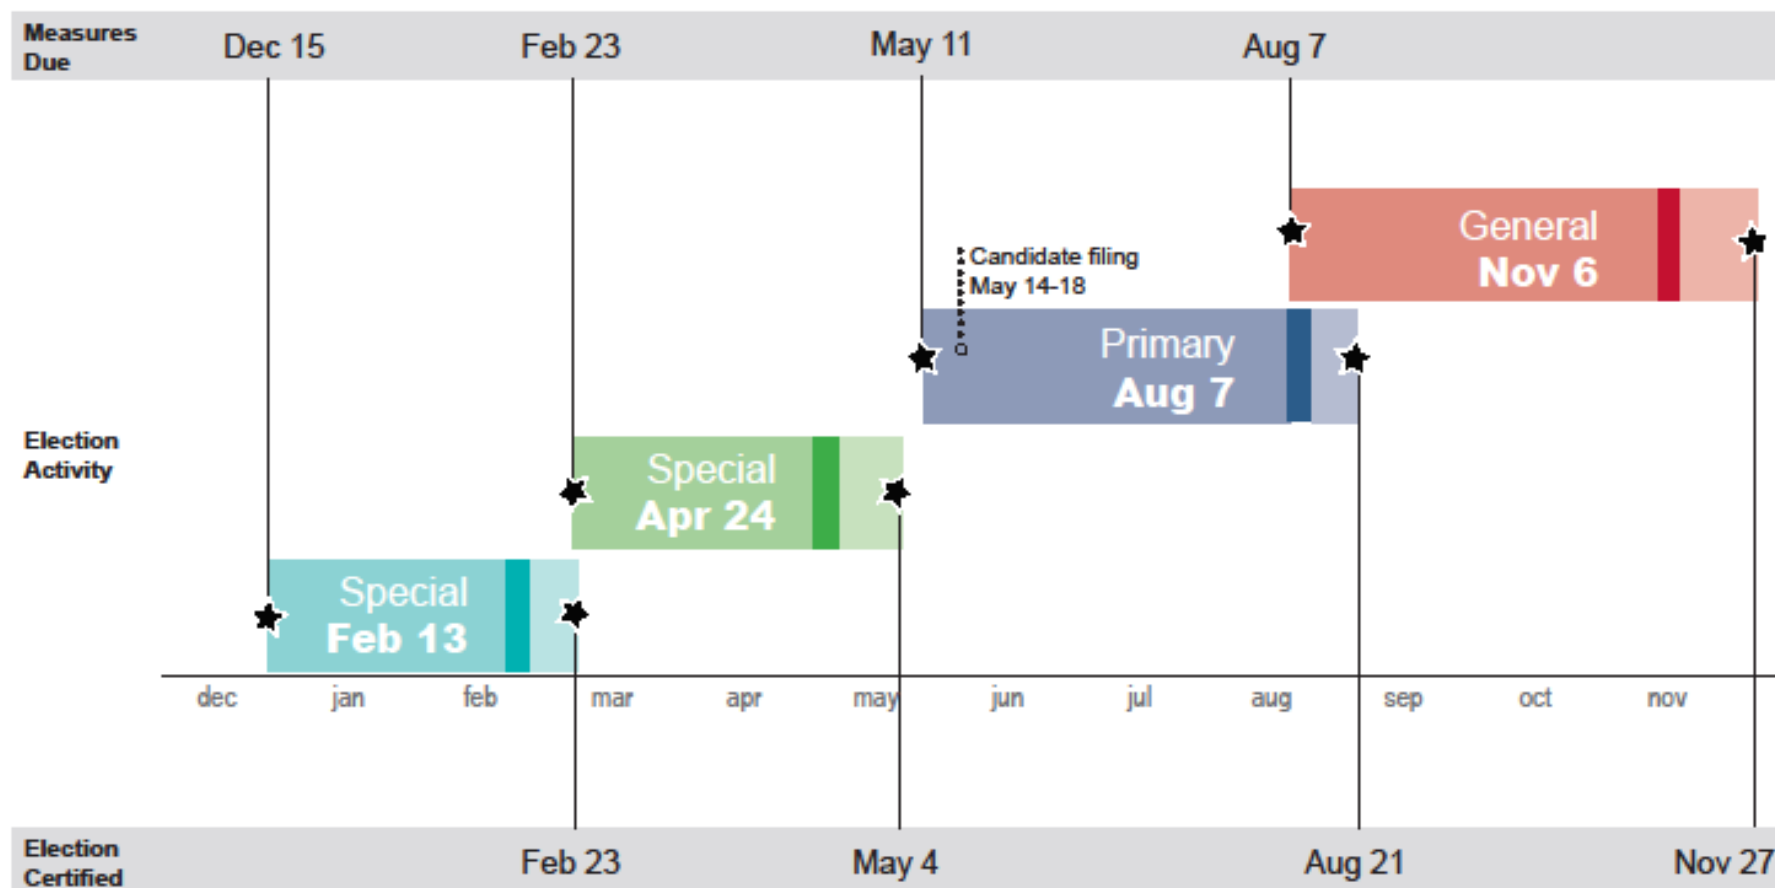 Measures
Due
Dec 15
Feb 23
May 11
Aug 7
General
Nov 6
Candidate filing
May 14-18
Primary
Aug 7
Election
Activity
Special
Apr 24
Special
Feb 13
dec jan feb mar apr may jun jul aug sep oct nov
Election
Certified
Feb 23
May 4
Aug 21
Nov 27